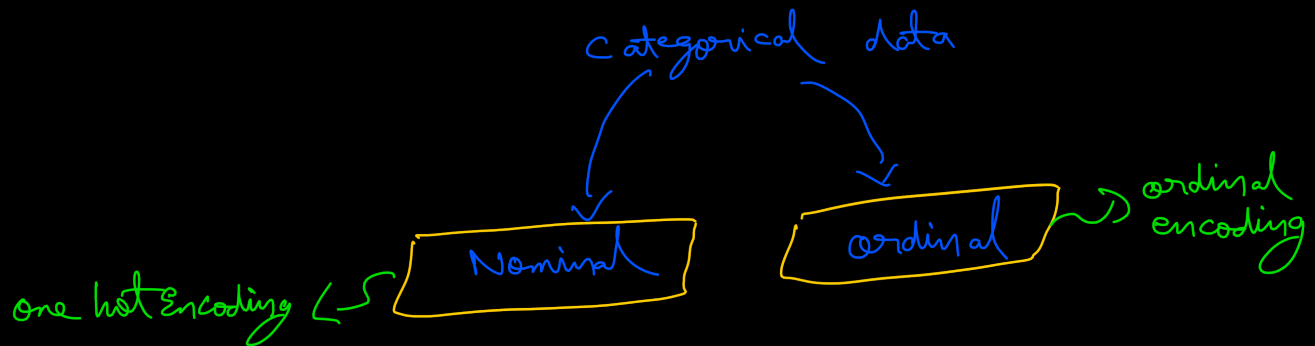 Categorical data
Nominal
ordinal
ordinal
encoding
one hot Encoding